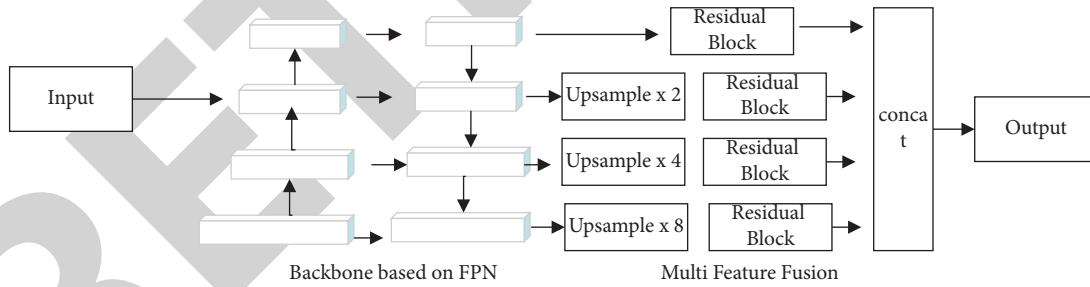 Input
Residual
Block
Upsample x 2
Residual
Block
Upsample x 4
Residual
Block
Upsample x 8
Residual
Block
conca
t
Output
Backbone based on FPN
Multi Feature Fusion